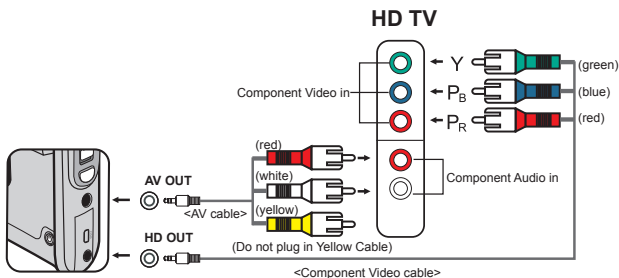 HD TV
Y
(green)
Component Video in
PB
(blue)
PR
(red)
(red)
(white)
Component Audio in
AV OUT
<AV cable>
(yellow)
HD OUT
(Do not plug in Yellow Cable)
<Component Video cable>